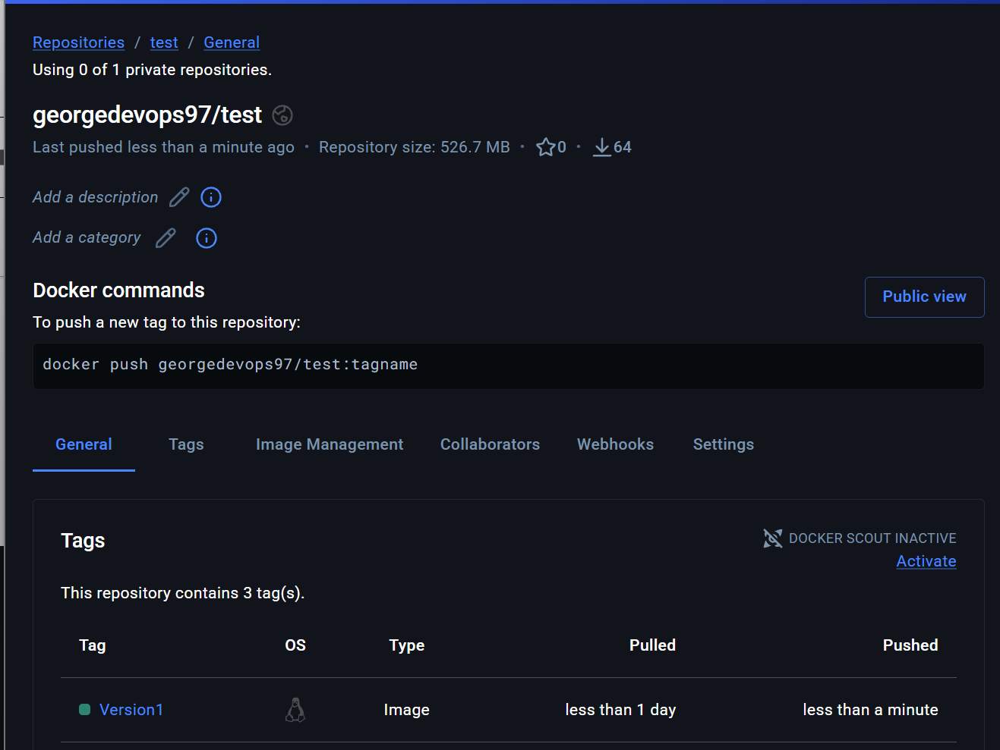 Repositories / test / General
Using 0 of 1 private repositories.
georgedevops97/test
Last pushed less than a minute ago • Repository size: 526.7 MB • 0 • 64
Add a description
Add a category
Docker commands
Public view
To push a new tag to this repository:
docker push georgedevops97/test:tagname
General Tags Image Management Collaborators Webhooks Settings
Tags
DOCKER SCOUT INACTIVE
Activate
This repository contains 3 tag(s).
Tag OS Type Pulled Pushed
Version1 Image less than 1 day less than a minute